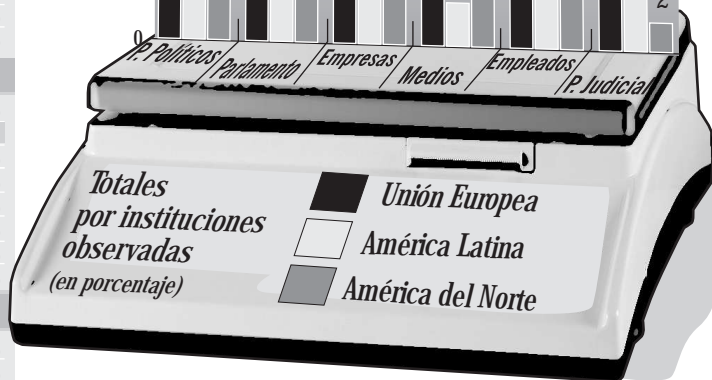 2
0
P. Políticos
Parlamento
Empresas
Medios
Empleados
P. Judicial
Totales
por instituciones
observadas
(en porcentaje)
Unión Europea
América Latina
América del Norte